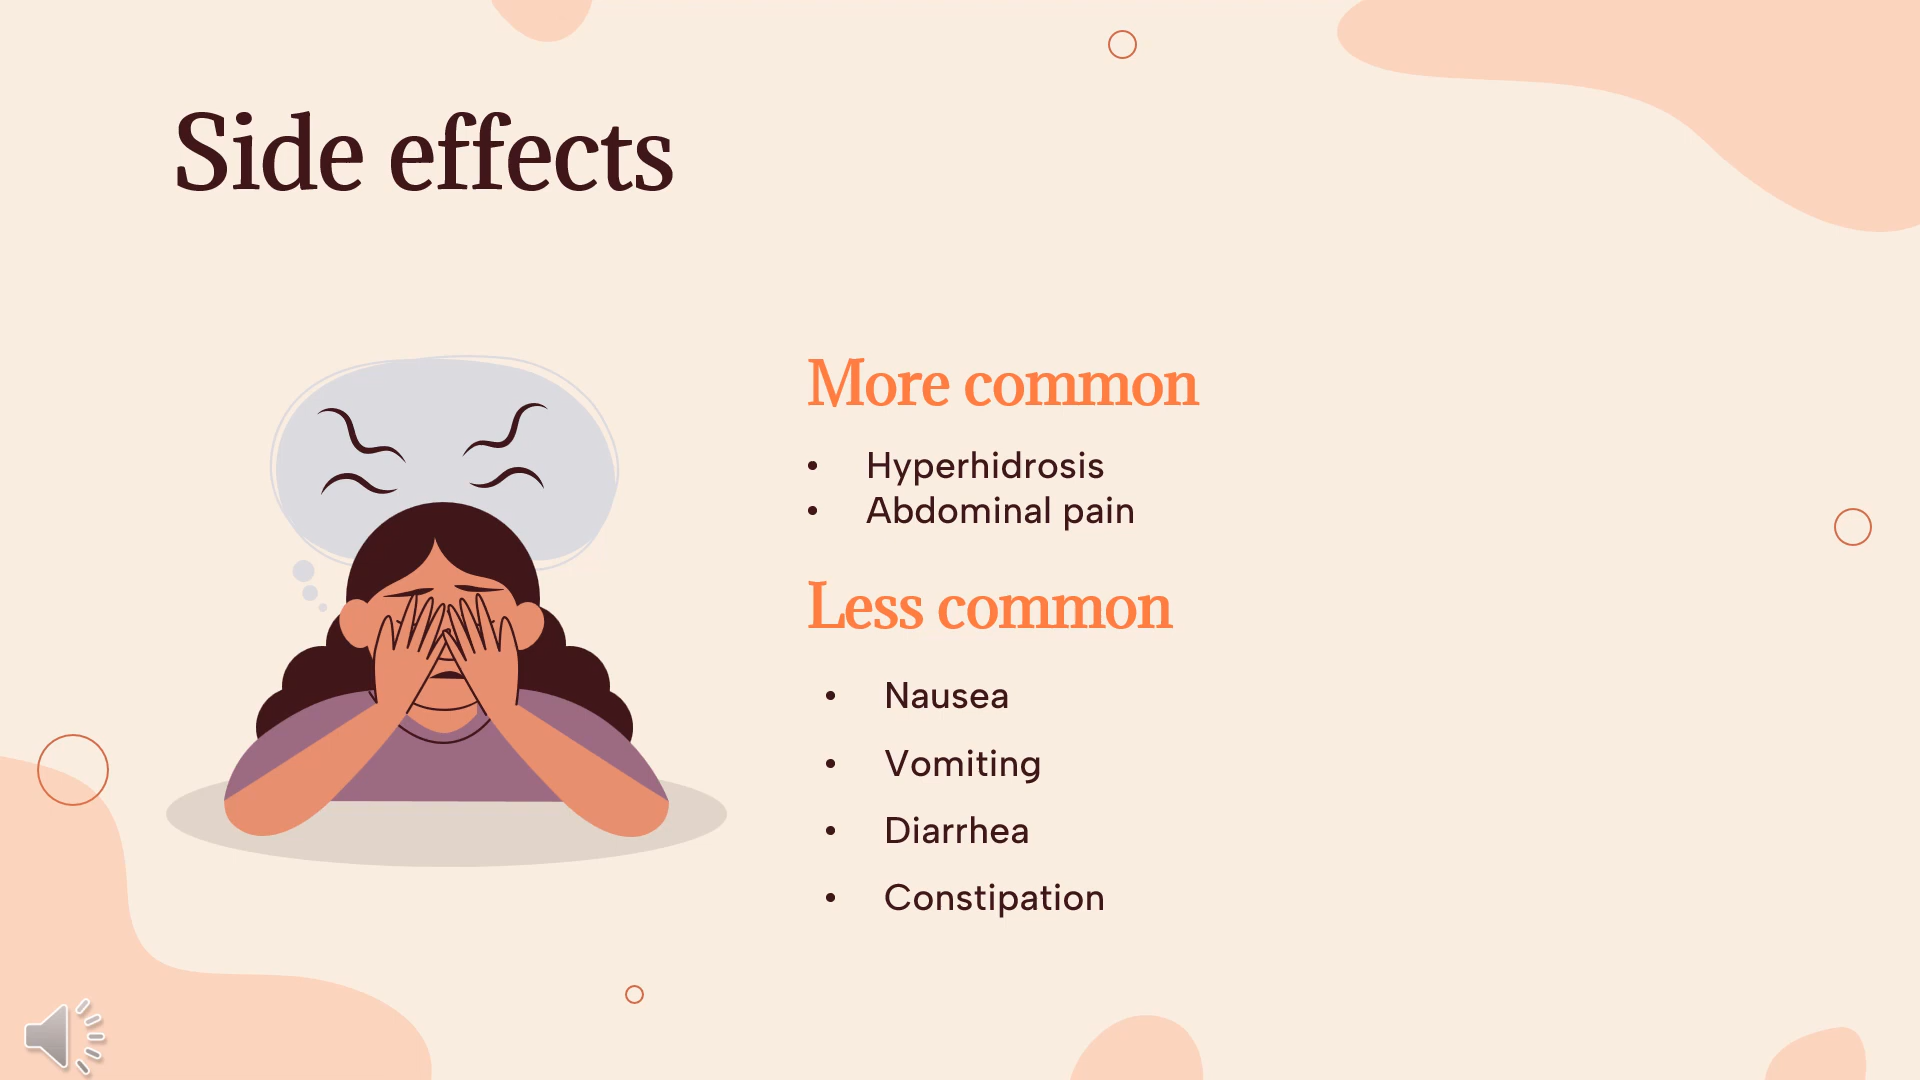 Side effects
More common
• Hyperhidrosis
• Abdominal pain
Less common
• Nausea
• Vomiting
• Diarrhea
• Constipation